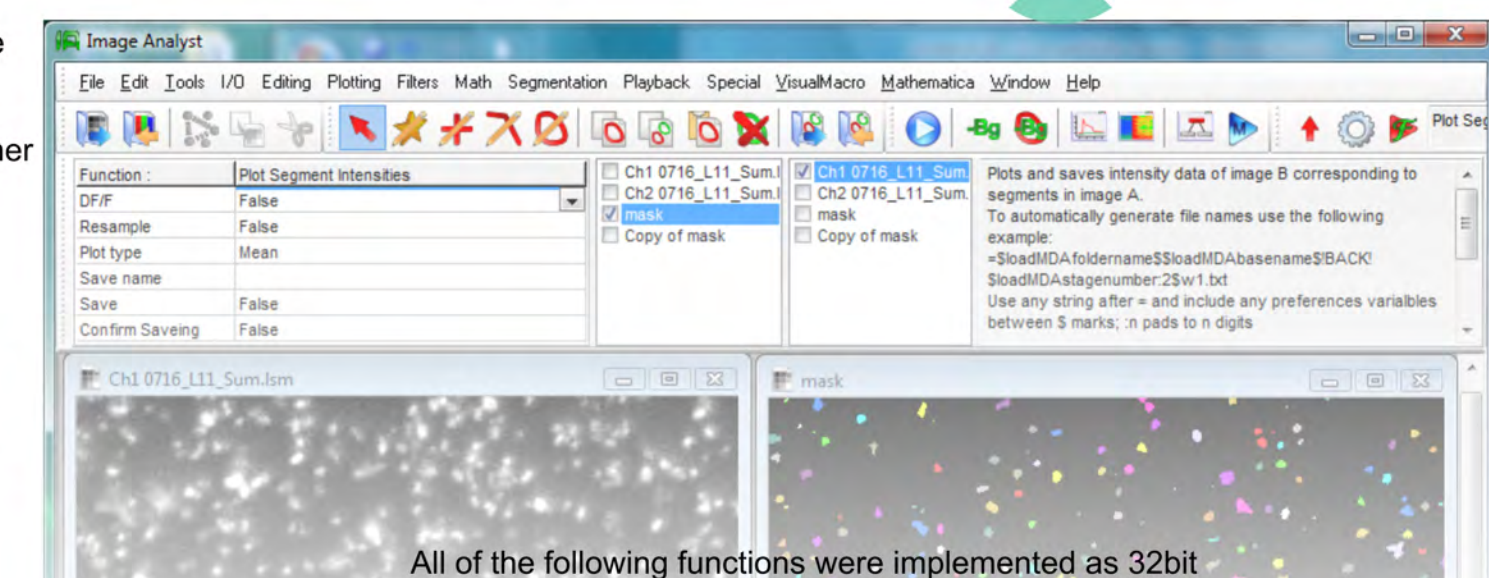 Image Analyst
File Edit Tools I/O Editing Plotting Filters Math Segmentation Playback Special VisualMacro Mathematica Window Help
-Bg Bg
Plot Seg
Function : Plot Segment Intensities
DF/F False
Resample False
Plot type Mean
Save name
Save False
Confirm Saveing False
Ch1 0716_L11_Sum.l
Ch2 0716_L11_Sum.l
mask
Copy of mask
Ch1 0716_L11_Sum.
Ch2 0716_L11_Sum.
mask
Copy of mask
Plots and saves intensity data of image B corresponding to
segments in image A.
To automatically generate file names use the following
example:
=$loadMDAfoldername$$loadMDAbasename$!BACK!
$loadMDAstagenumber:2$w1.txt
Use any string after = and include any preferences varialbles
between $ marks; :n pads to n digits
Ch1 0716_L11_Sum.lsm
mask
All of the following functions were implemented as 32bit